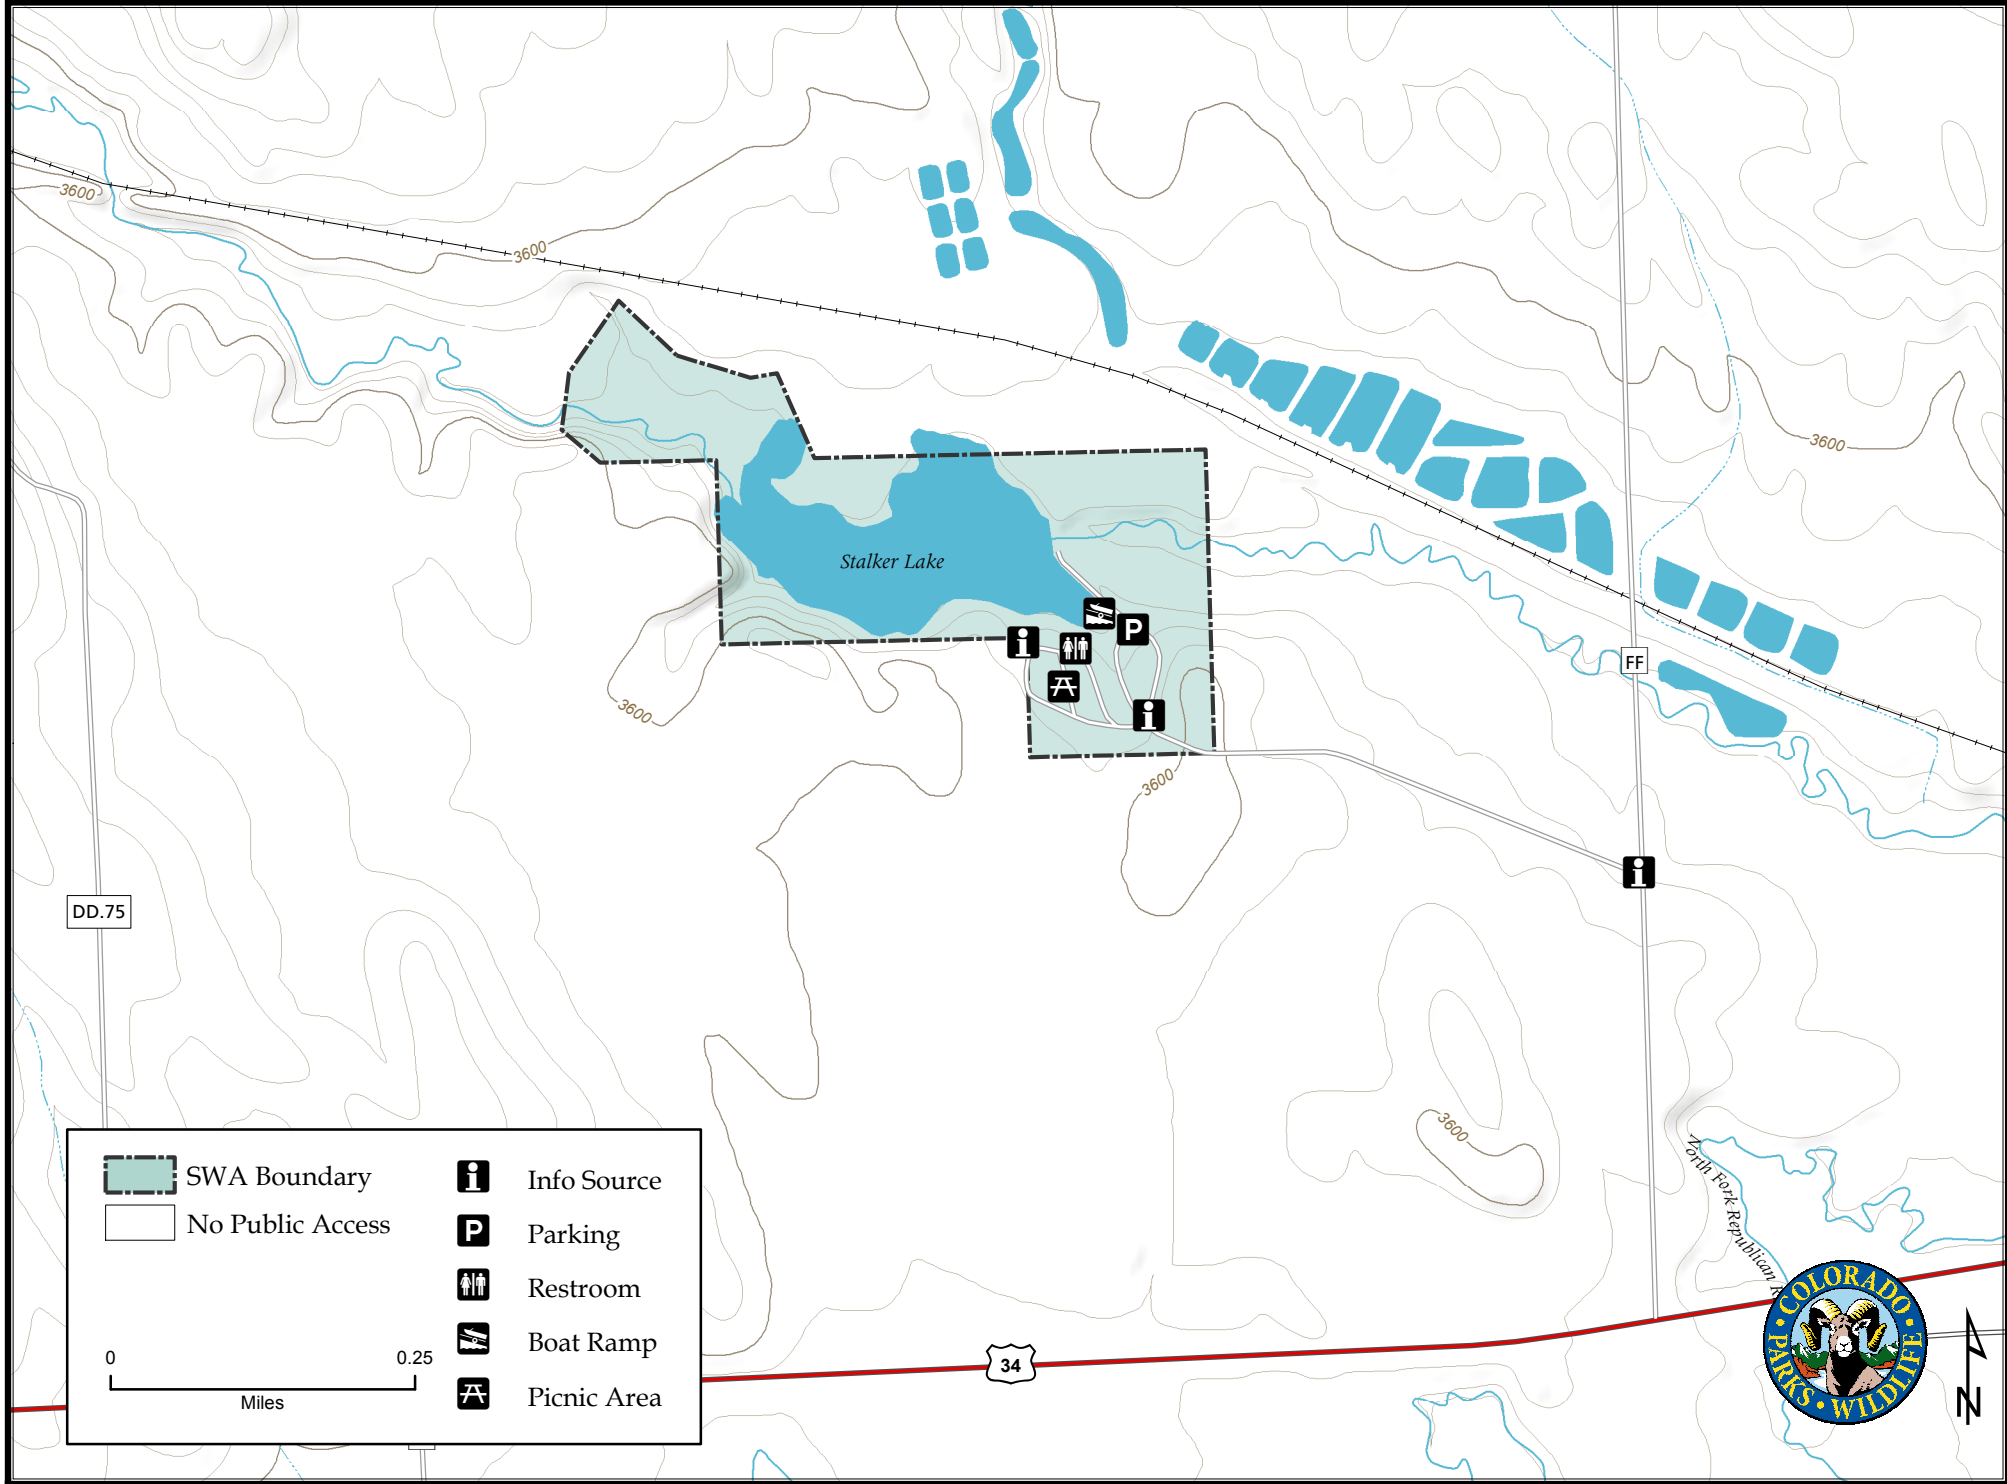 3600
3600
3600
Stalker Lake
P
FF
3600
3600
DD.75
3600
North Fork Republican R
SWA Boundary
No Public Access
Info Source
P
Parking
Restroom
Boat Ramp
Picnic Area
0
0.25
Miles
34
COLORADO
PARKS • WILDLIFE
N